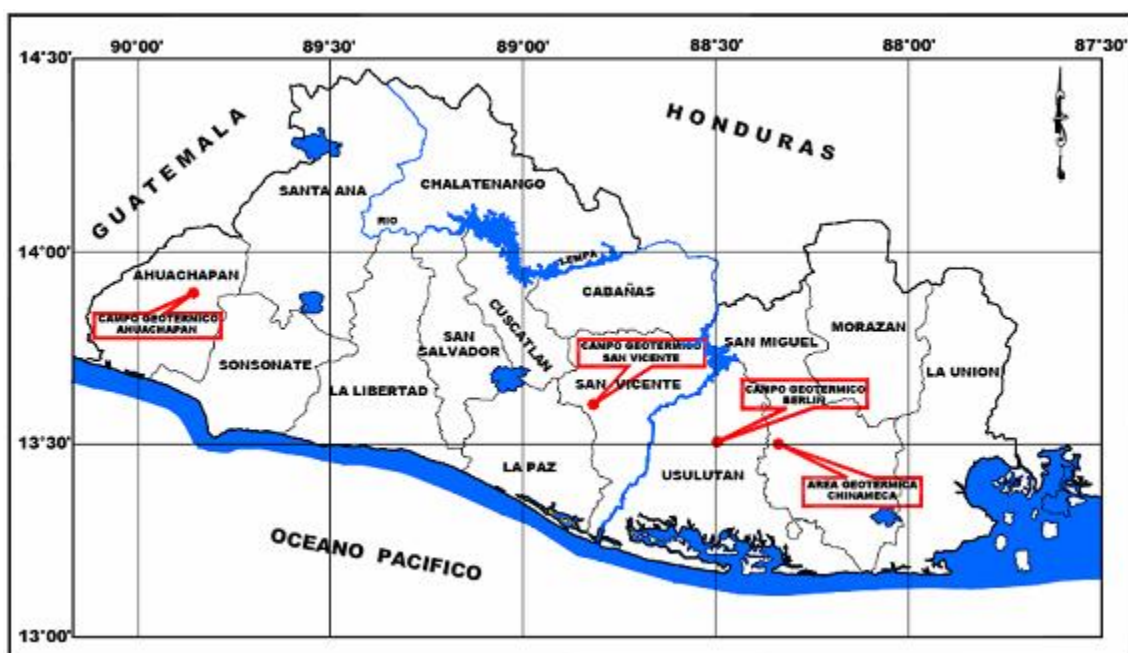 90°00' 89°30' 89°00' 88°30' 88°00' 87°30'
14°30'
HONDURAS
GUATEMALA
SANTA ANA
CHALATENANGO
RIO
LEMPA
14°00'
AHUACHAPAN
CABAÑAS
CAMPO GEOTERNICO
AHUACHAPAN
CUSCATLAN
SAN
SALVADOR
MORAZAN
SAN MIGUEL
CANPO GEOTERMICO
SAN VICENTE
SONSONATE
LA UNION
LA LIBERTAD
SAN VICENTE
CAMPO GEOTERMICO
BERLIN
13°30'
LA PAZ
USULUTAN
AREA GEOTERMICA
CHINAMECA
OCEANO PACIFICO
13°00'